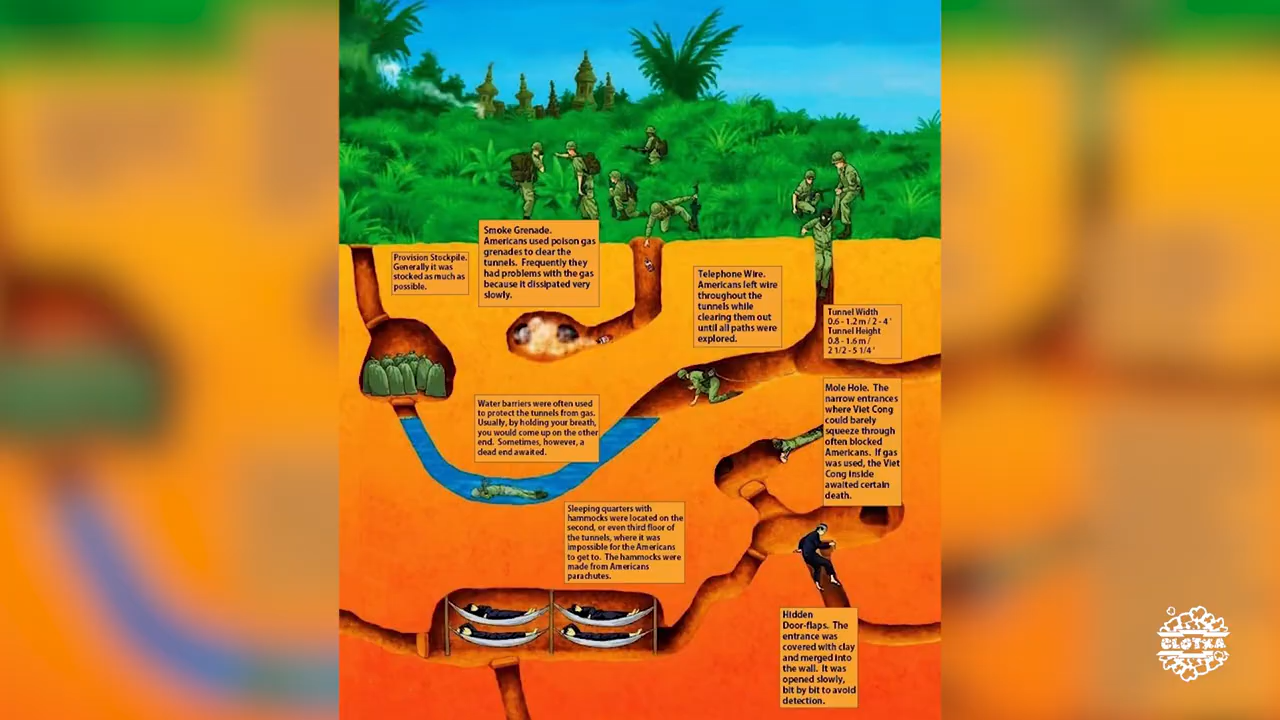 Smoke Grenade.
Americans used poison gas
grenades to clear the
tunnels. Frequently they
had problems with the gas
because it dissipated very
slowly.
Provision Stockpile.
Generally it was
stocked as much as
possible.
Telephone Wire.
Americans left wire
throughout the
tunnels while
clearing them out
until all paths were
explored.
Tunnel Width
0.6 - 1.2 m / 2 - 4 '
Tunnel Height
0.8 - 1.6 m /
2 1/2 - 5 1/4 '
Water barriers were often used
to protect the tunnels from gas.
Usually, by holding your breath,
you would come up on the other
end. Sometimes, however, a
dead end awaited.
Mole Hole. The
narrow entrances
where Viet Cong
could barely
squeeze through
often blocked
Americans. If gas
was used, the Viet
Cong inside
awaited certain
death.
Sleeping quarters with
hammocks were located on the
second, or even third floor of
the tunnels, where it was
impossible for the Americans
to get to. The hammocks were
made from Americans
parachutes.
Hidden
Door-flaps. The
entrance was
covered with clay
and merged into
the wall. It was
opened slowly,
bit by bit to avoid
detection.
CLOTXA